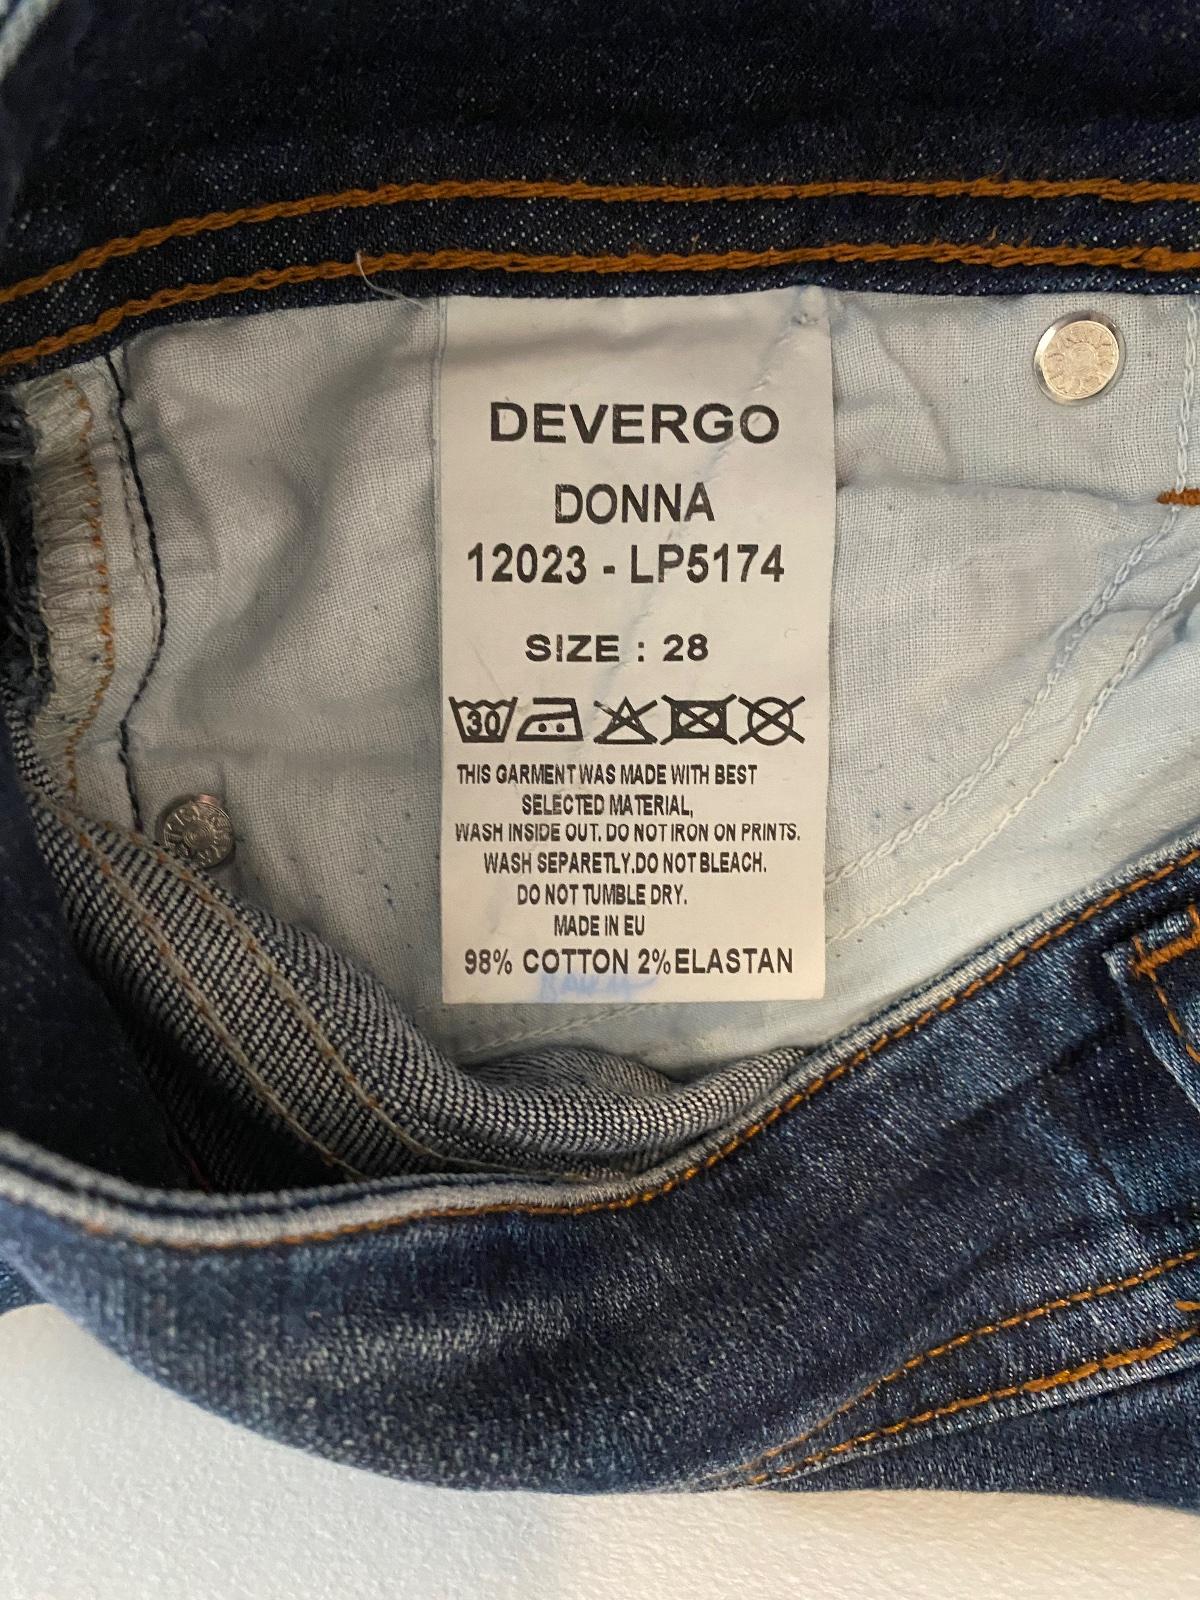 DEVERGO
DONNA
12023 - LP5174
SIZE : 28
30
THIS GARMENT WAS MADE WITH BEST
SELECTED MATERIAL,
WASH INSIDE OUT. DO NOT IRON ON PRINTS.
WASH SEPARETLY.DO NOT BLEACH.
DO NOT TUMBLE DRY.
MADE IN EU
98% COTTON 2%ELASTAN